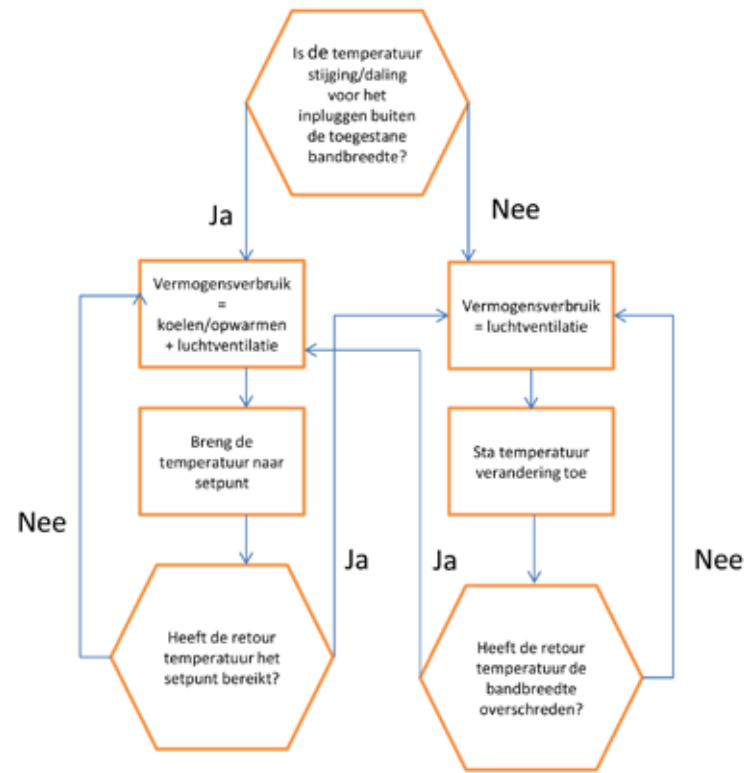 Is de temperatuur
stijging/daling
voor het
inpluggen buiten
de toegestane
bandbreedte?
Ja
Nee
Vermogensverbruik
=
koelen/opwarmen
+ luchtventilatie
Vermogensverbruik
= luchtventilatie
Breng de
temperatuur naar
setpunt
Sta temperatuur
verandering toe
Nee
Ja
Ja
Nee
Heeft de retour
temperatuur het
setpunt bereikt?
Heeft de retour
temperatuur de
bandbreedte
overschreden?